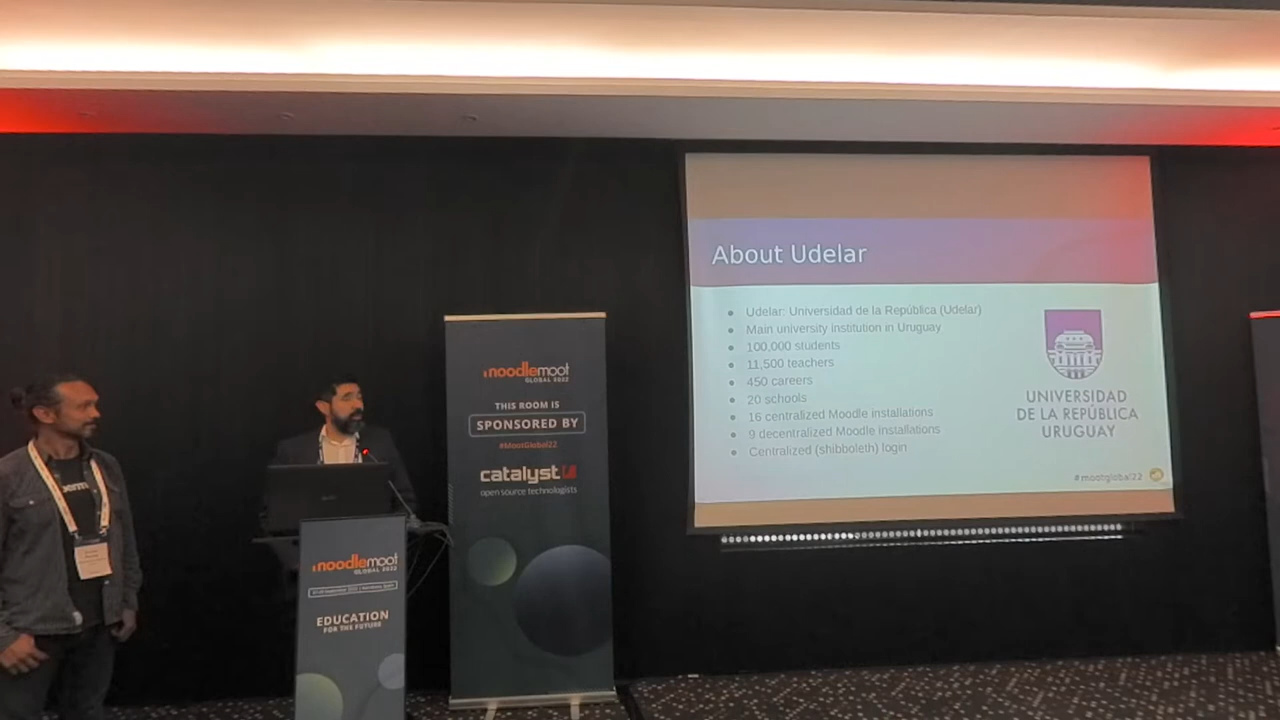 About Udelar
Udelar: Universidad de la República (Udelar)
Main university institution in Uruguay
100,000 students
11,500 teachers
450 careers
20 schools
16 centralized Moodle installations
9 decentralized Moodle installations
Centralized (shibboleth) login
UNIVERSIDAD
DE LA REPÚBLICA
URUGUAY
#mootglobal22
moodlemoot
GLOBAL 2022
THIS ROOM IS
SPONSORED BY
#MootGlobal22
catalyst
open source technologists
moodlemoot
GLOBAL 2022
EDUCATION
FOR THE FUTURE